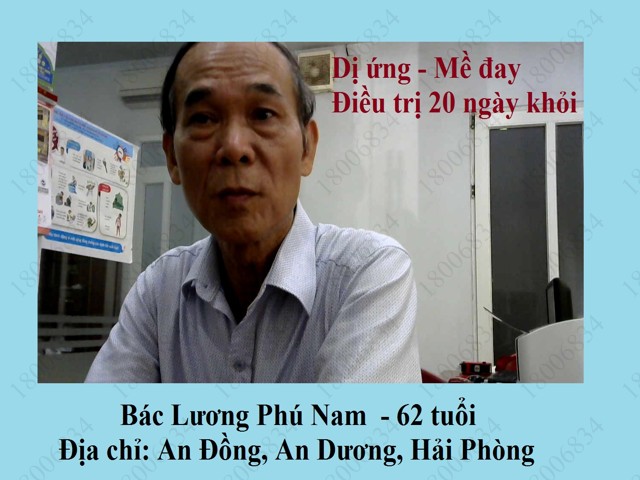 Dị ứng - Mề đay
Điều trị 20 ngày khỏi
Bác Lương Phú Nam - 62 tuổi
Địa chỉ: An Đồng, An Dương, Hải Phòng
18006834